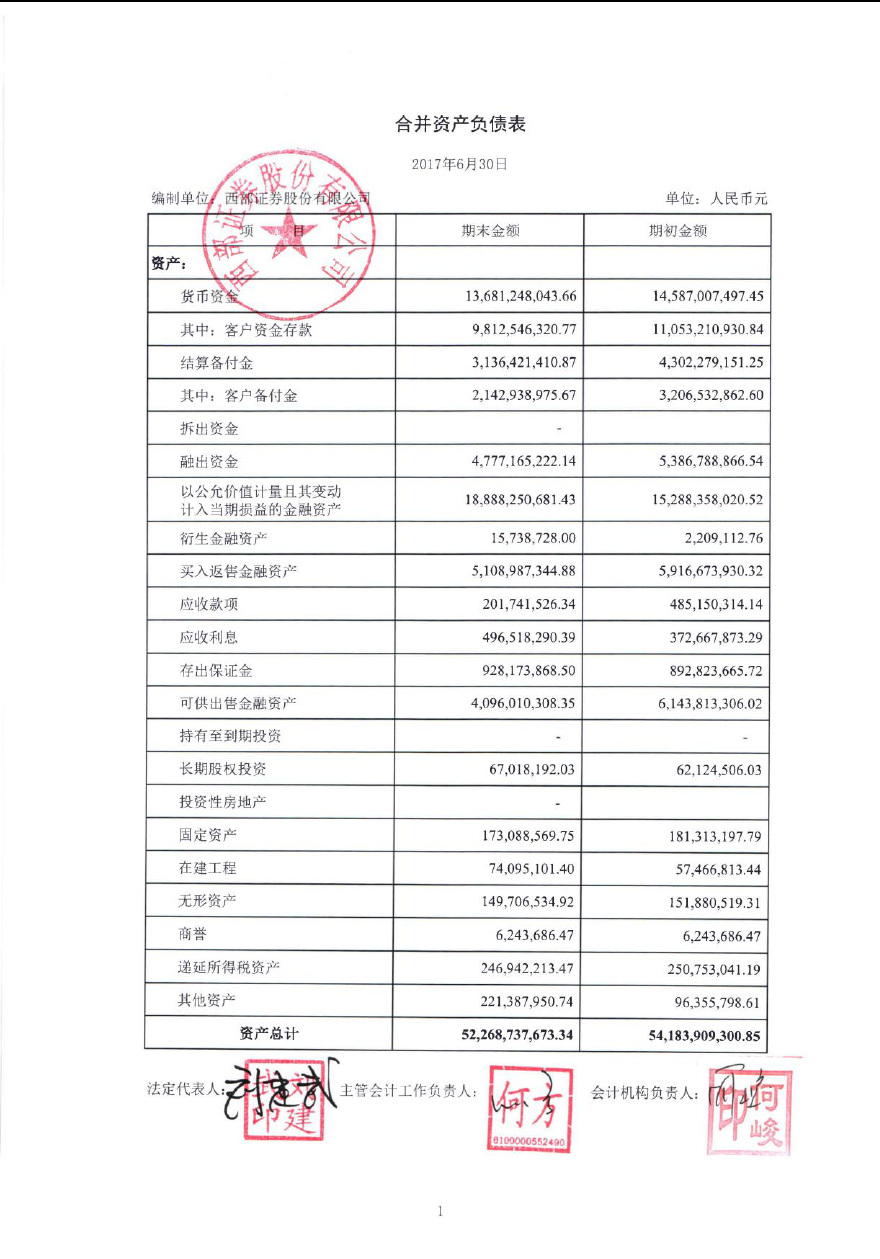 合并资产负债表
2017年6月30日
编制单位：西部证券股份有限公司 单位：人民币元
西部证券股份有限公司
项 目 期末金额 期初金额
资产：
货币资金 13,681,248,043.66 14,587,007,497.45
其中：客户资金存款 9,812,546,320.77 11,053,210,930.84
结算备付金 3,136,421,410.87 4,302,279,151.25
其中：客户备付金 2,142,938,975.67 3,206,532,862.60
拆出资金 -
融出资金 4,777,165,222.14 5,386,788,866.54
以公允价值计量且其变动
计入当期损益的金融资产 18,888,250,681.43 15,288,358,020.52
衍生金融资产 15,738,728.00 2,209,112.76
买入返售金融资产 5,108,987,344.88 5,916,673,930.32
应收款项 201,741,526.34 485,150,314.14
应收利息 496,518,290.39 372,667,873.29
存出保证金 928,173,868.50 892,823,665.72
可供出售金融资产 4,096,010,308.35 6,143,813,306.02
持有至到期投资 - -
长期股权投资 67,018,192.03 62,124,506.03
投资性房地产 -
固定资产 173,088,569.75 181,313,197.79
在建工程 74,095,101.40 57,466,813.44
无形资产 149,706,534.92 151,880,519.31
商誉 6,243,686.47 6,243,686.47
递延所得税资产 246,942,213.47 250,753,041.19
其他资产 221,387,950.74 96,355,798.61
资产总计 52,268,737,673.34 54,183,909,300.85
法定代表人： 主管会计工作负责人： 会计机构负责人：
何方
6100000552490
何峻印
1